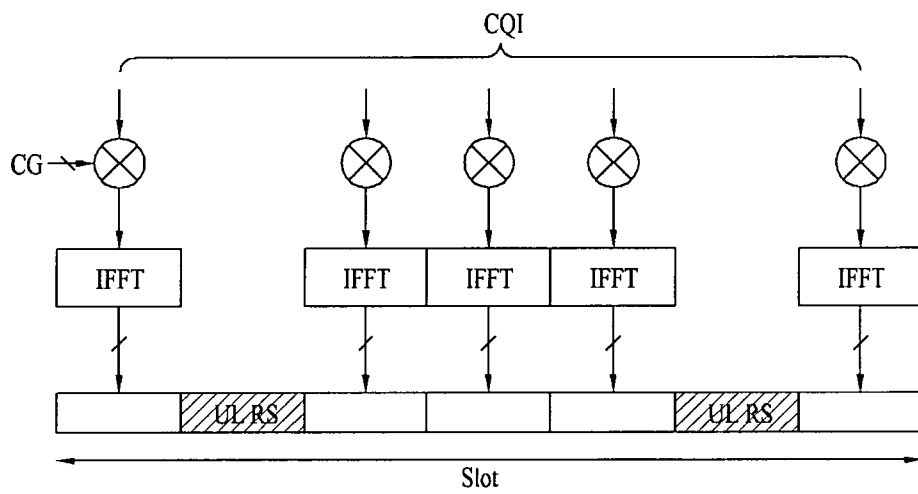 CQI
CG
IFFT IFFT IFFT IFFT IFFT
UL RS UL RS
Slot